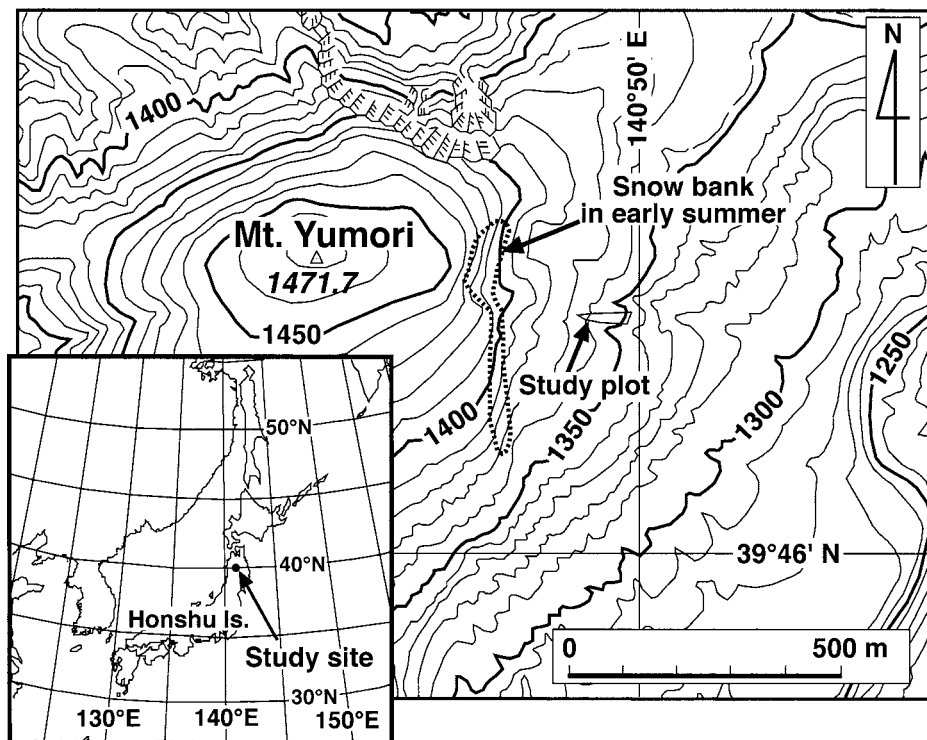 N
1400
140°50' E
Snow bank
in early summer
Mt. Yumori
1471.7
1450
Study plot
1250
1400
1350
1300
39°46' N
0 500 m
50°N
40°N
Honshu Is.
Study site
30°N
130°E 140°E 150°E